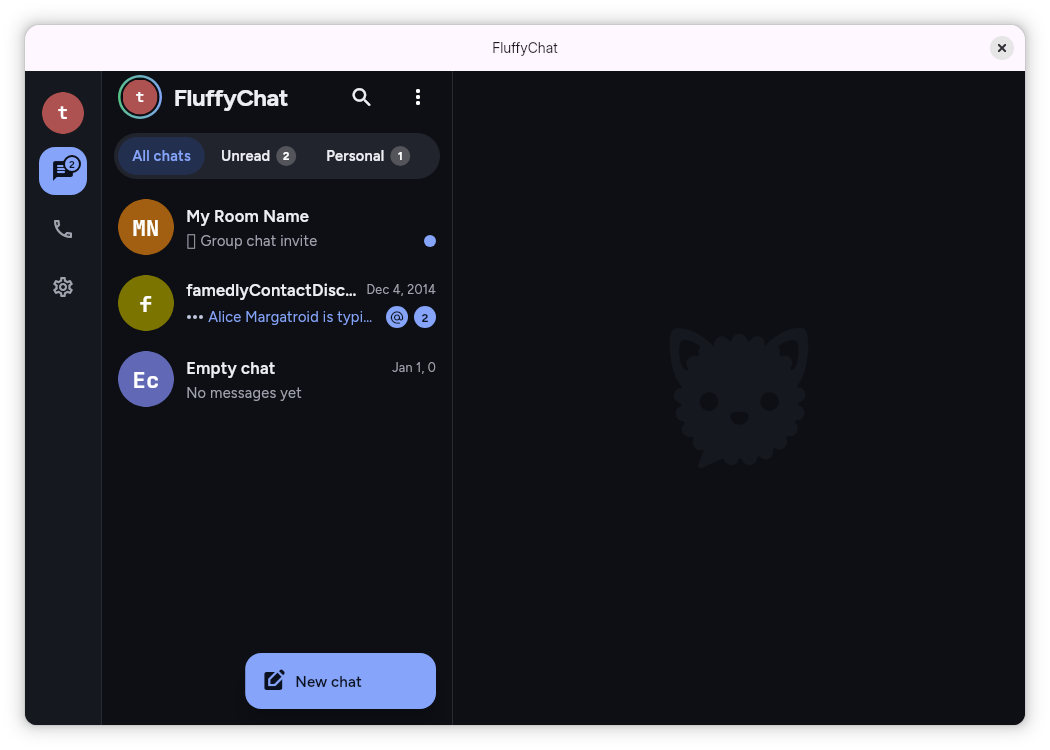 FluffyChat
t
2
t
FluffyChat
All chats
Unread 2
Personal 1
MN
My Room Name
Group chat invite
f
famedlyContactDisc... Dec 4, 2014
••• Alice Margatroid is typi... @ 2
Ec
Empty chat Jan 1, 0
No messages yet
New chat